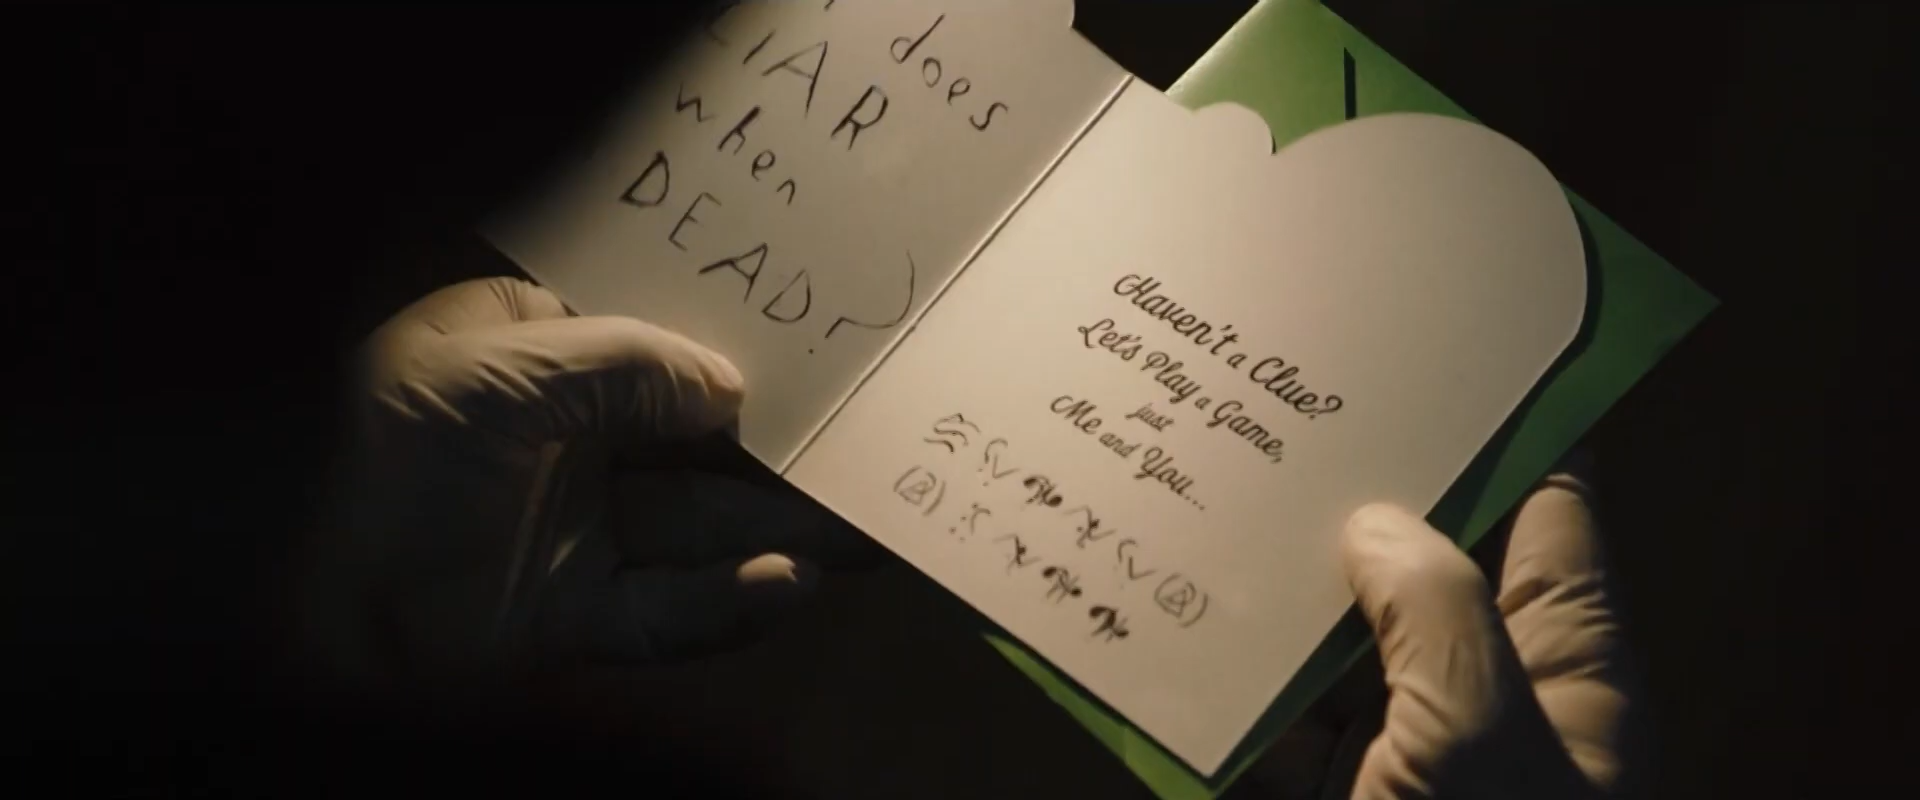 does
LIAR
when
DEAD?
Haven't a Clue?
Let's Play a Game,
just
Me and You...